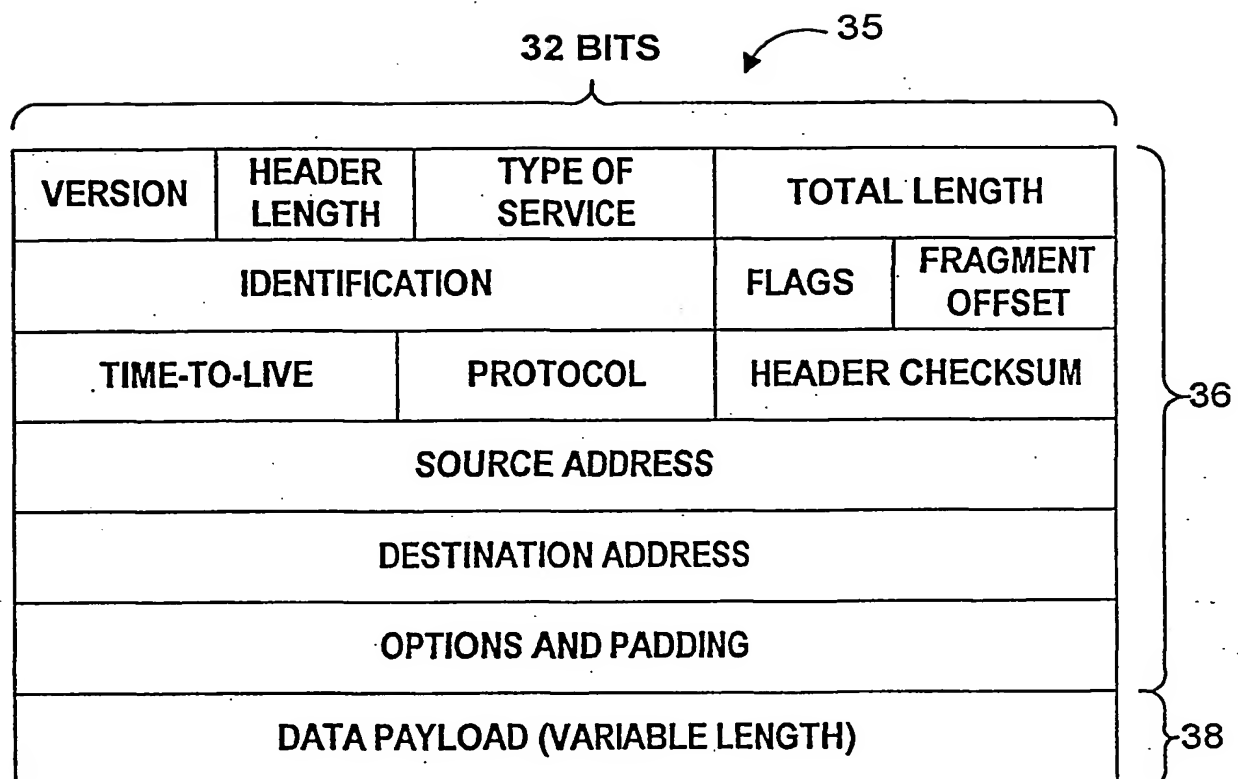 35
32 BITS
VERSION
HEADER
LENGTH
TYPE OF
SERVICE
TOTAL LENGTH
IDENTIFICATION
FLAGS
FRAGMENT
OFFSET
TIME-TO-LIVE
PROTOCOL
HEADER CHECKSUM
36
SOURCE ADDRESS
DESTINATION ADDRESS
OPTIONS AND PADDING
DATA PAYLOAD (VARIABLE LENGTH)
38